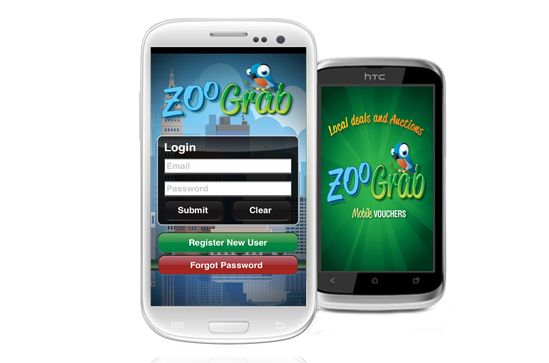 ZOOGrab
Login
Email
Password
Submit Clear
Register New User
Forgot Password
hTC
Local deals and Auctions
ZOOGrab
Mobile VOUCHERS